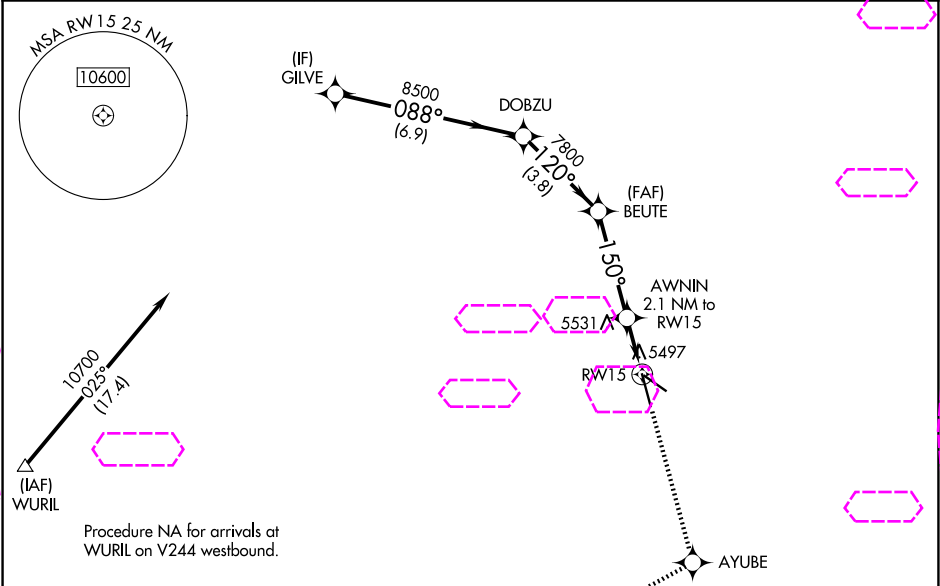 MSA RW15 25 NM
10600
(IF)
GILVE
8500
088°
(6.9)
DOBZU
7800
120°
(3.8)
(FAF)
BEUTE
150°
AWNIN
2.1 NM to
RW15
5531
5497
RW15
10700
025°
(17.4)
(IAF)
WURIL
Procedure NA for arrivals at
WURIL on V244 westbound.
AYUBE